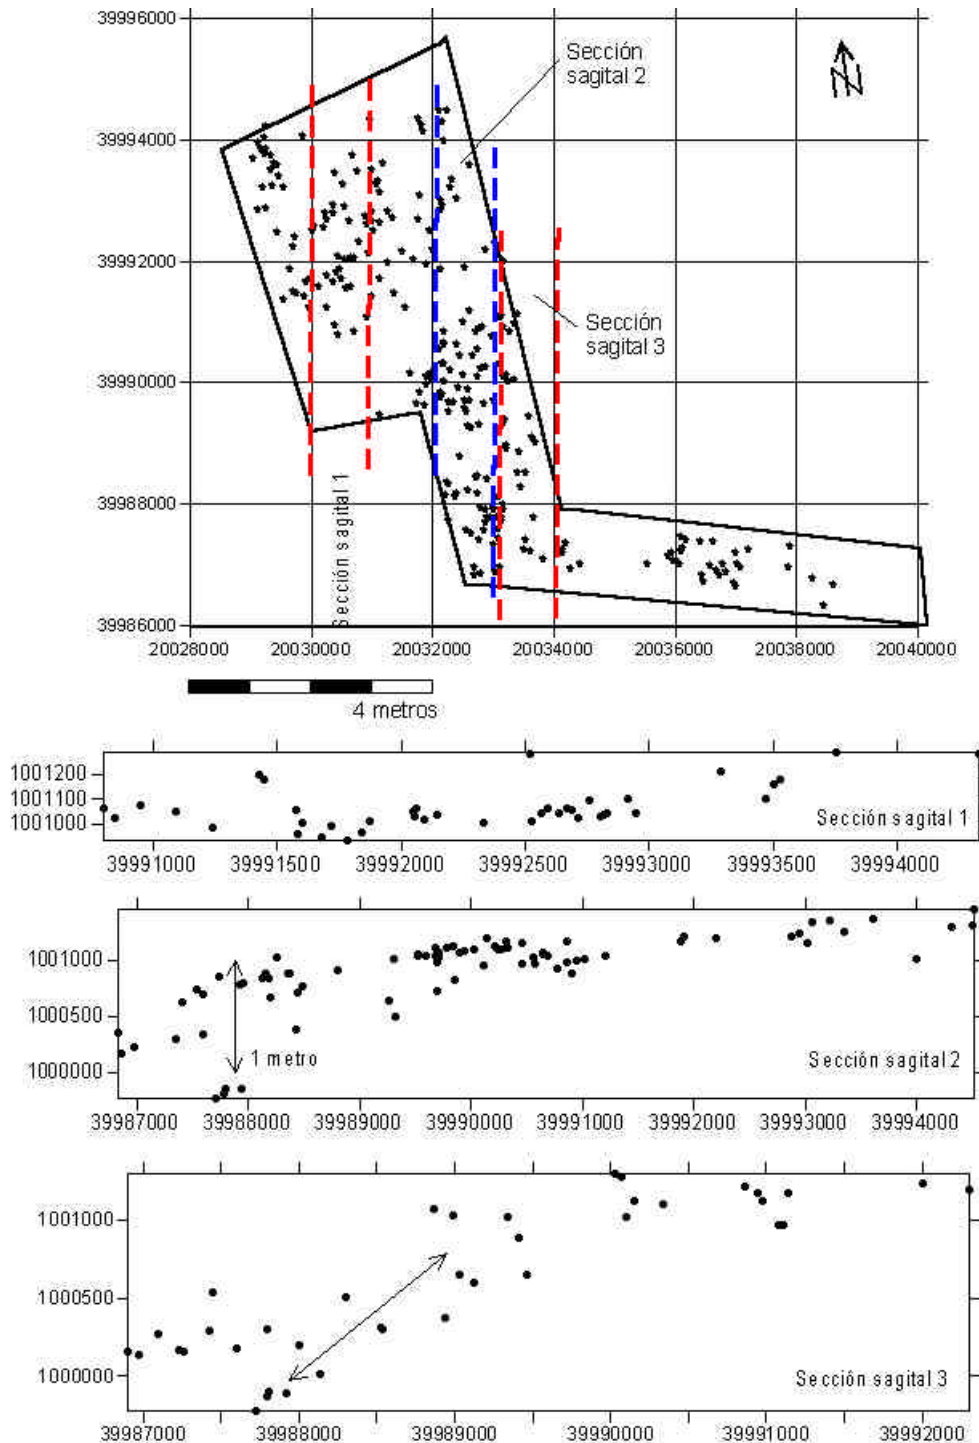 39996000
Sección
sagital 2
39994000
39992000
Sección
sagital 3
39990000
39988000
Sección sagital 1
39986000
20028000 20030000 20032000 20034000 20036000 20038000 20040000
4 metros
1001200
1001100
1001000
Sección sagital 1
39991000 39991500 39992000 39992500 39993000 39993500 39994000
1001000
1000500
1 metro
1000000
Sección sagital 2
39987000 39988000 39989000 39990000 39991000 39992000 39993000 39994000
1001000
1000500
1000000
Sección sagital 3
39987000 39988000 39989000 39990000 39991000 39992000